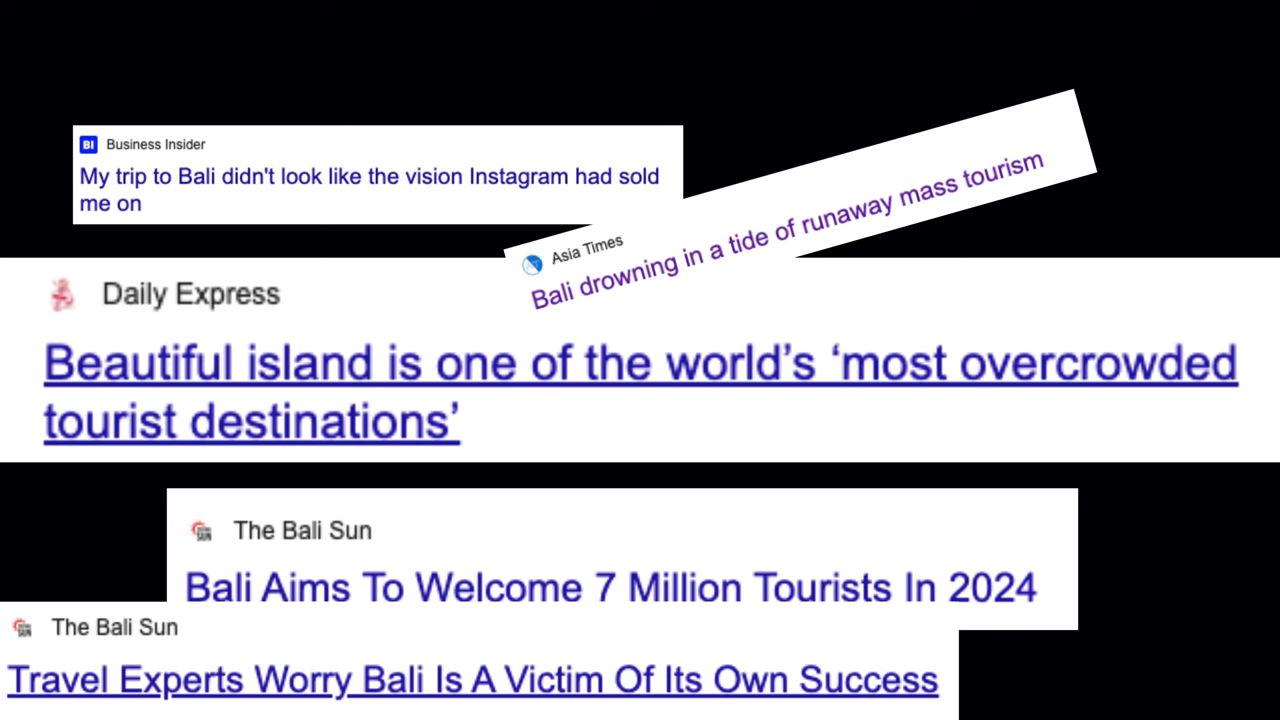 BI Business Insider
My trip to Bali didn't look like the vision Instagram had sold
me on
Asia Times
Bali drowning in a tide of runaway mass tourism
Daily Express
Beautiful island is one of the world’s ‘most overcrowded
tourist destinations’
The Bali Sun
Bali Aims To Welcome 7 Million Tourists In 2024
The Bali Sun
Travel Experts Worry Bali Is A Victim Of Its Own Success